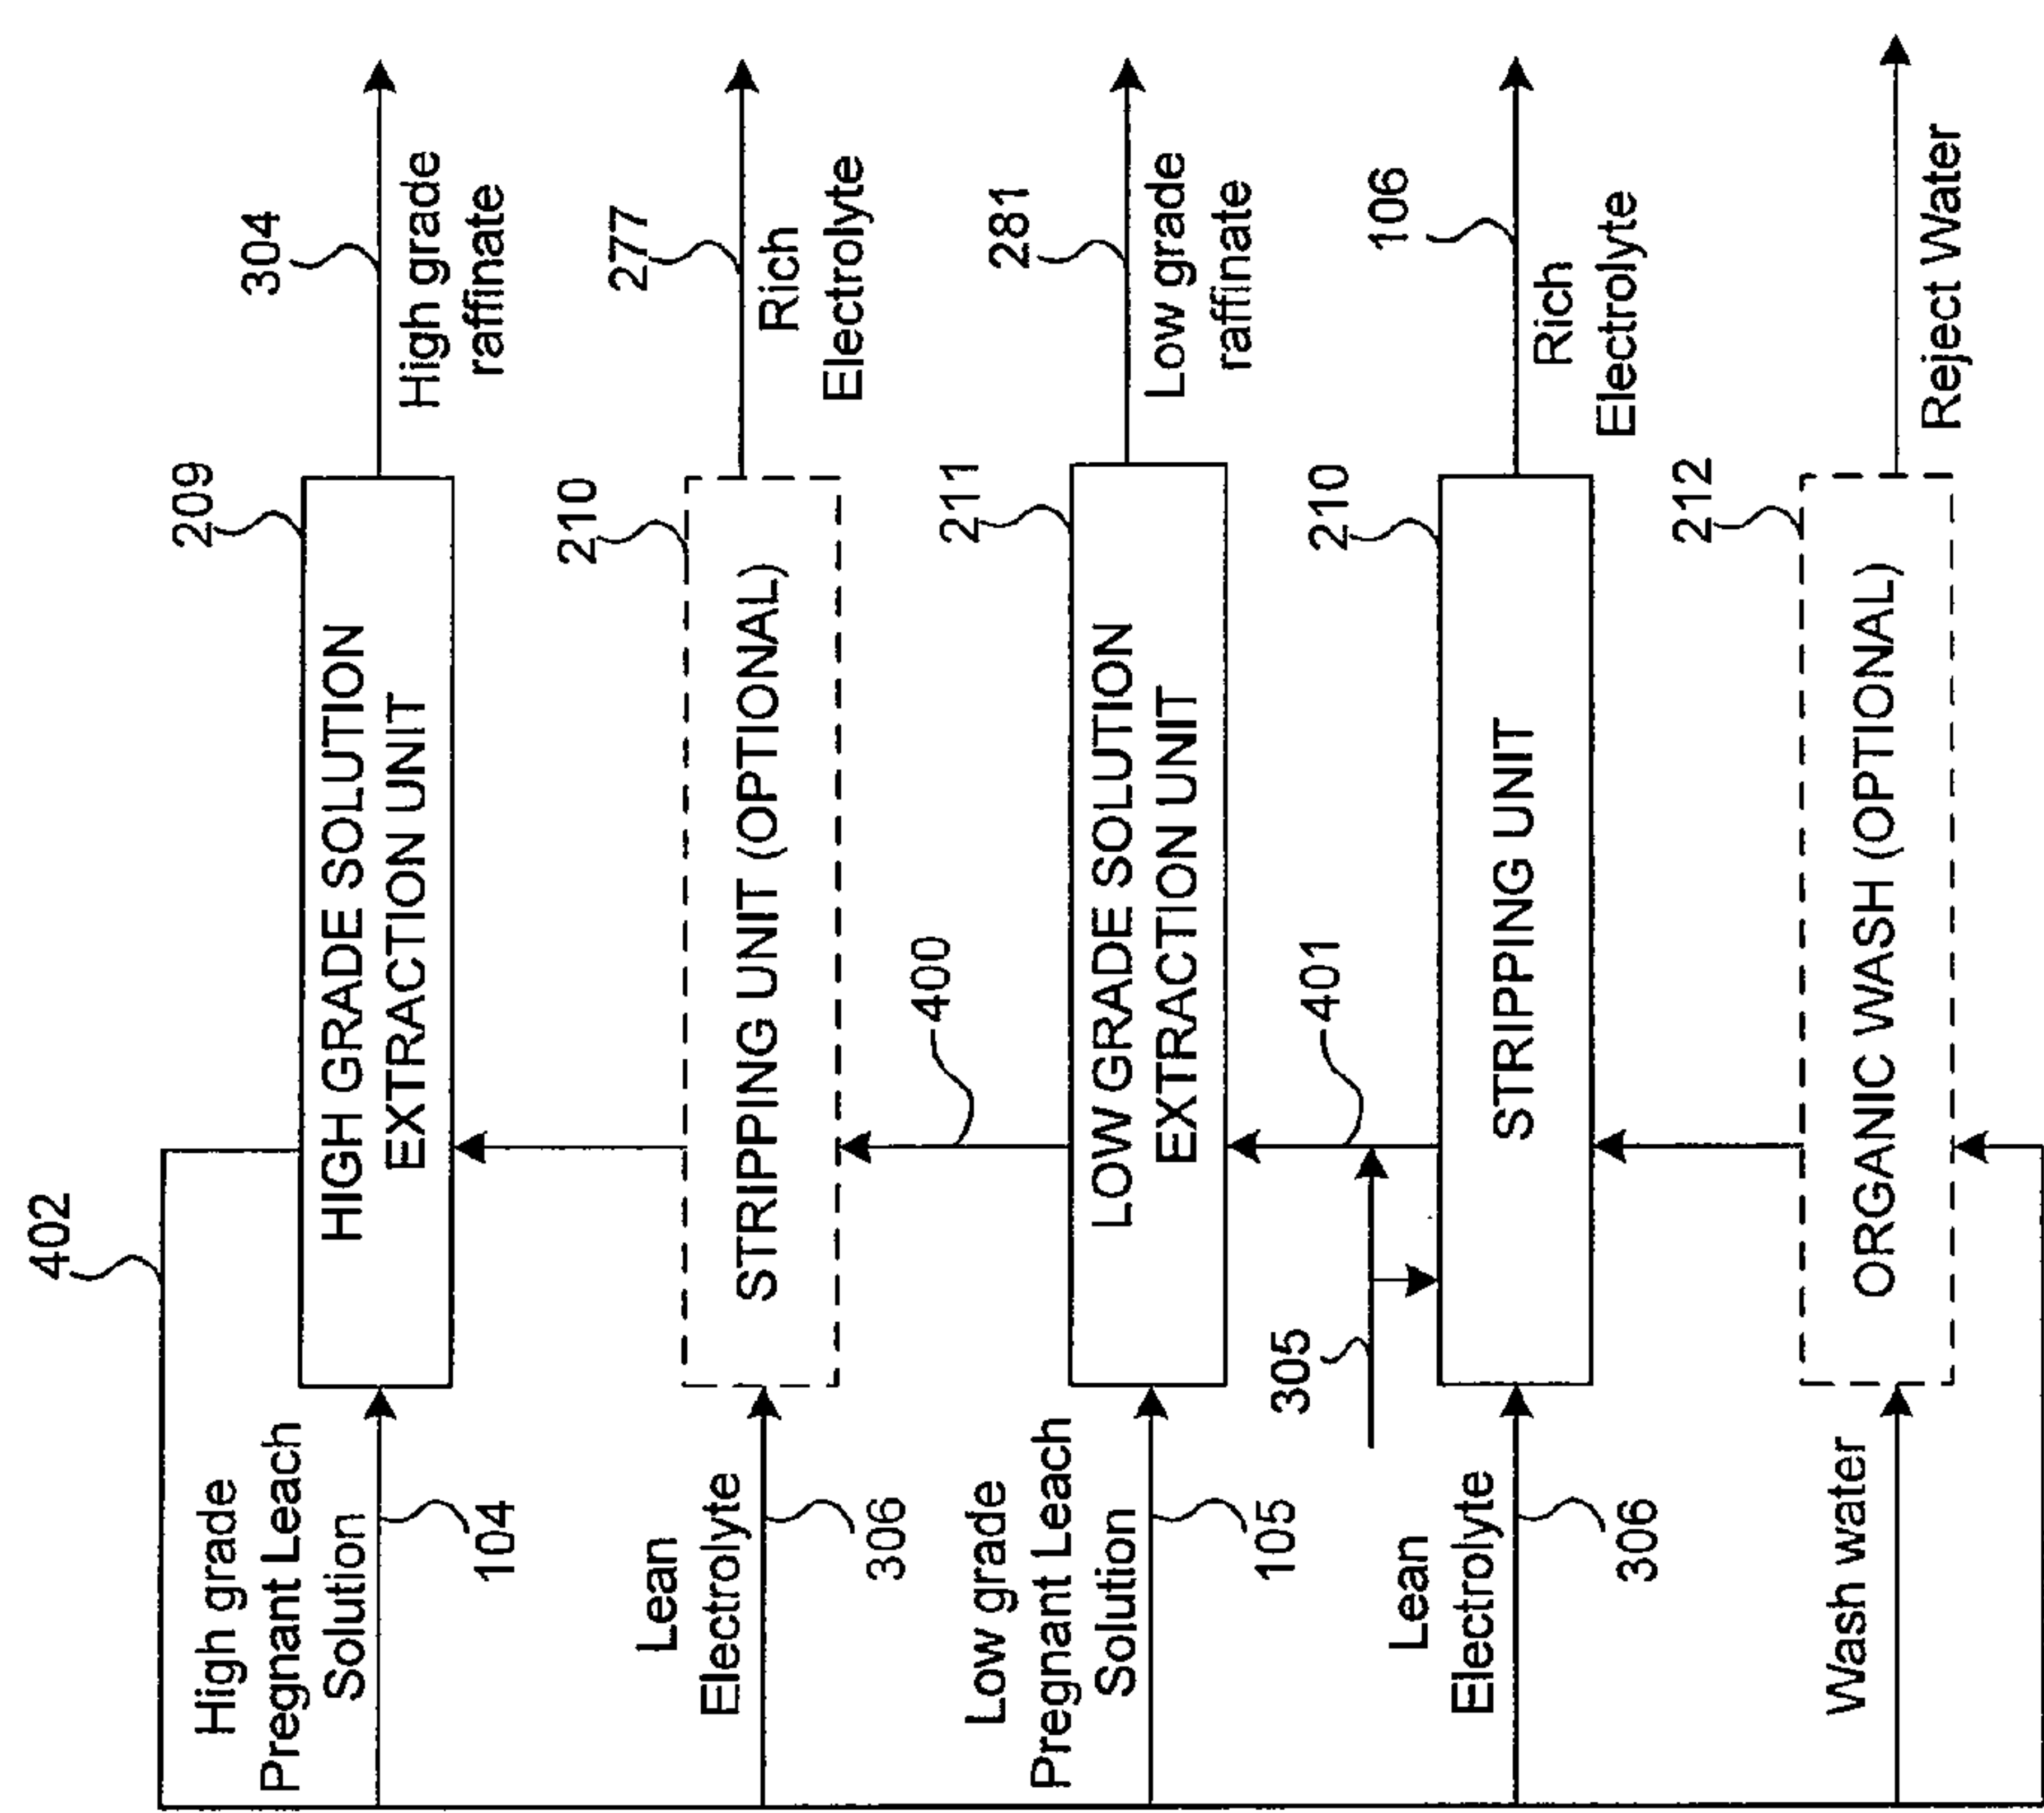 402
209
304
HIGH GRADE SOLUTION
EXTRACTION UNIT
High grade
Pregnant Leach
Solution
104
High grade
raffinate
210
277
STRIPPING UNIT (OPTIONAL)
Lean
Electrolyte
306
Rich
Electrolyte
400
211
281
LOW GRADE SOLUTION
EXTRACTION UNIT
Low grade
Pregnant Leach
Solution
105
Low grade
raffinate
401
305
210
106
STRIPPING UNIT
Lean
Electrolyte
306
Rich
Electrolyte
212
ORGANIC WASH (OPTIONAL)
Wash water
Reject Water